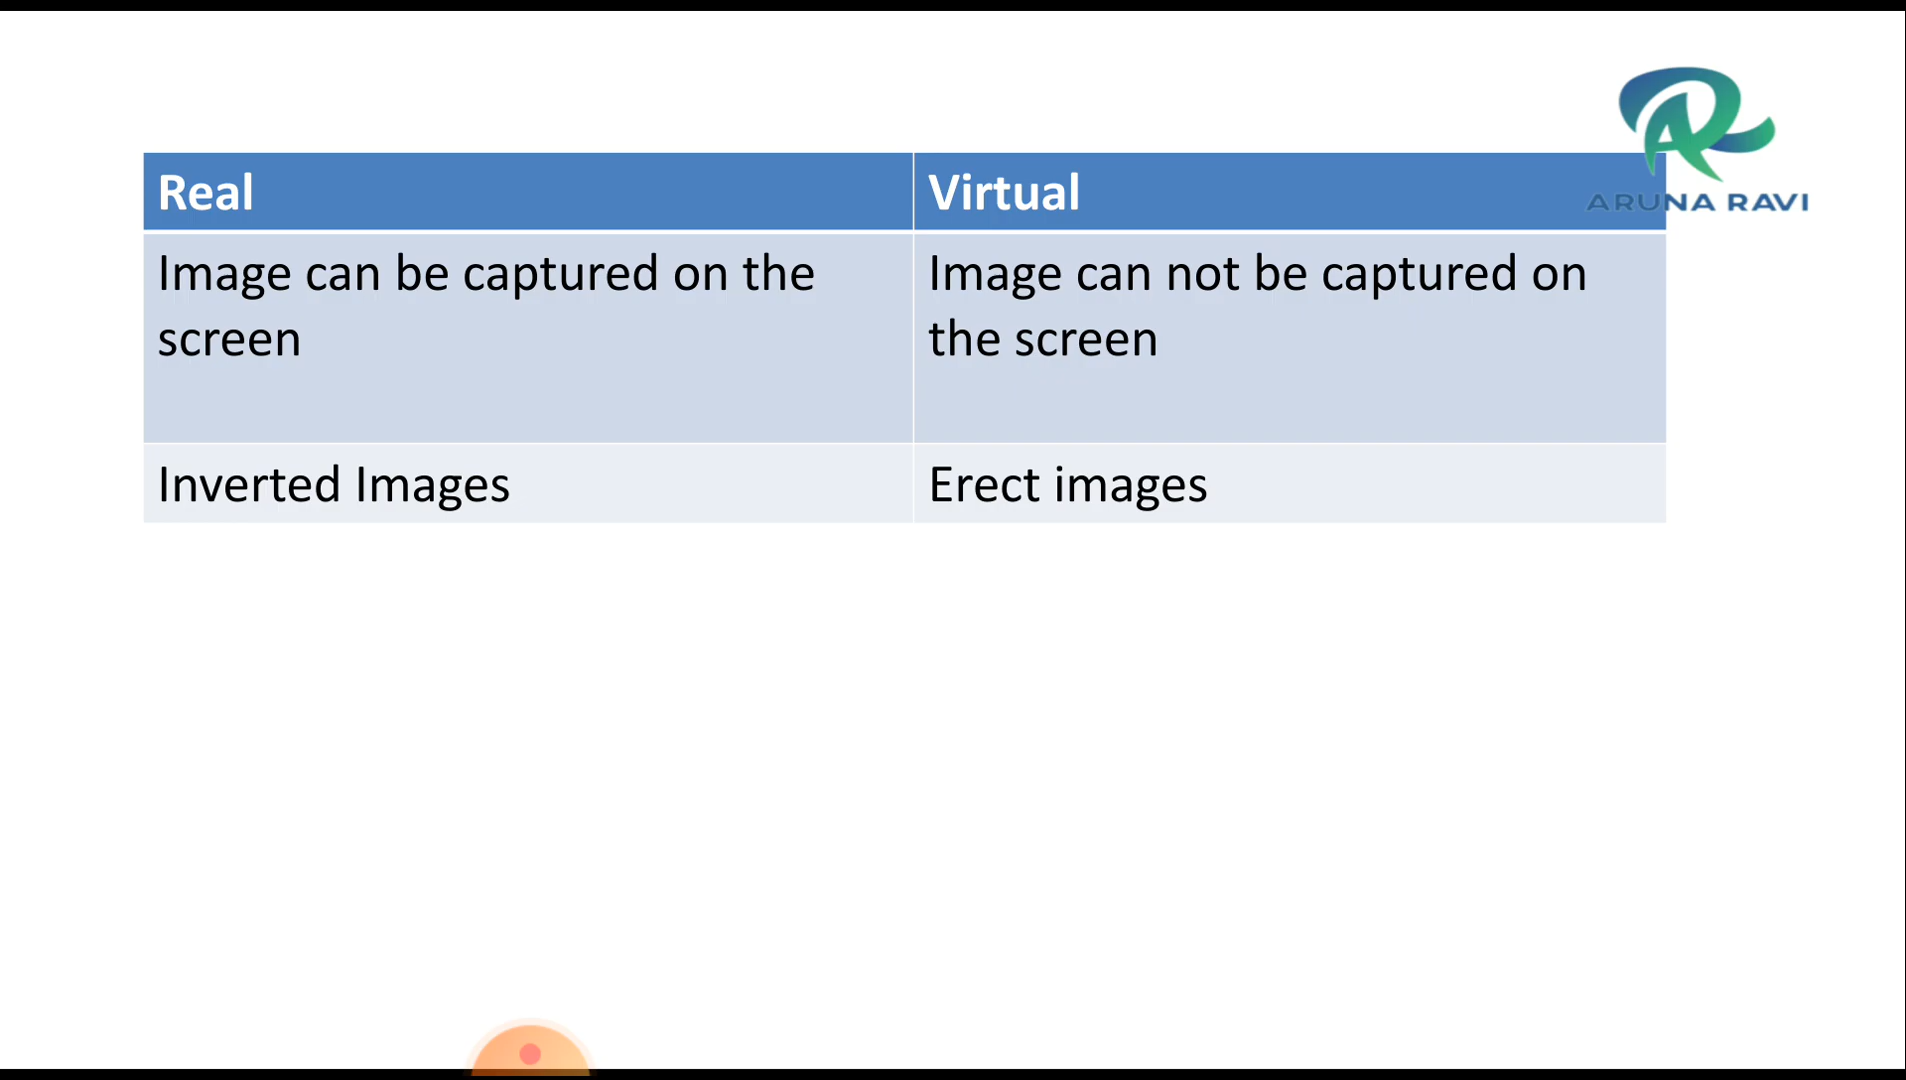 ARUNA RAVI
Real
Virtual
Image can be captured on the
screen
Image can not be captured on
the screen
Inverted Images
Erect images